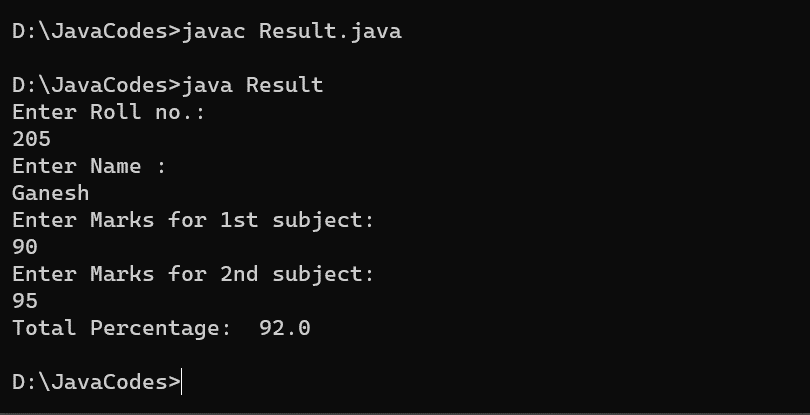 D:\JavaCodes>javac Result.java
D:\JavaCodes>java Result
Enter Roll no.:
205
Enter Name :
Ganesh
Enter Marks for 1st subject:
90
Enter Marks for 2nd subject:
95
Total Percentage:  92.0
D:\JavaCodes>